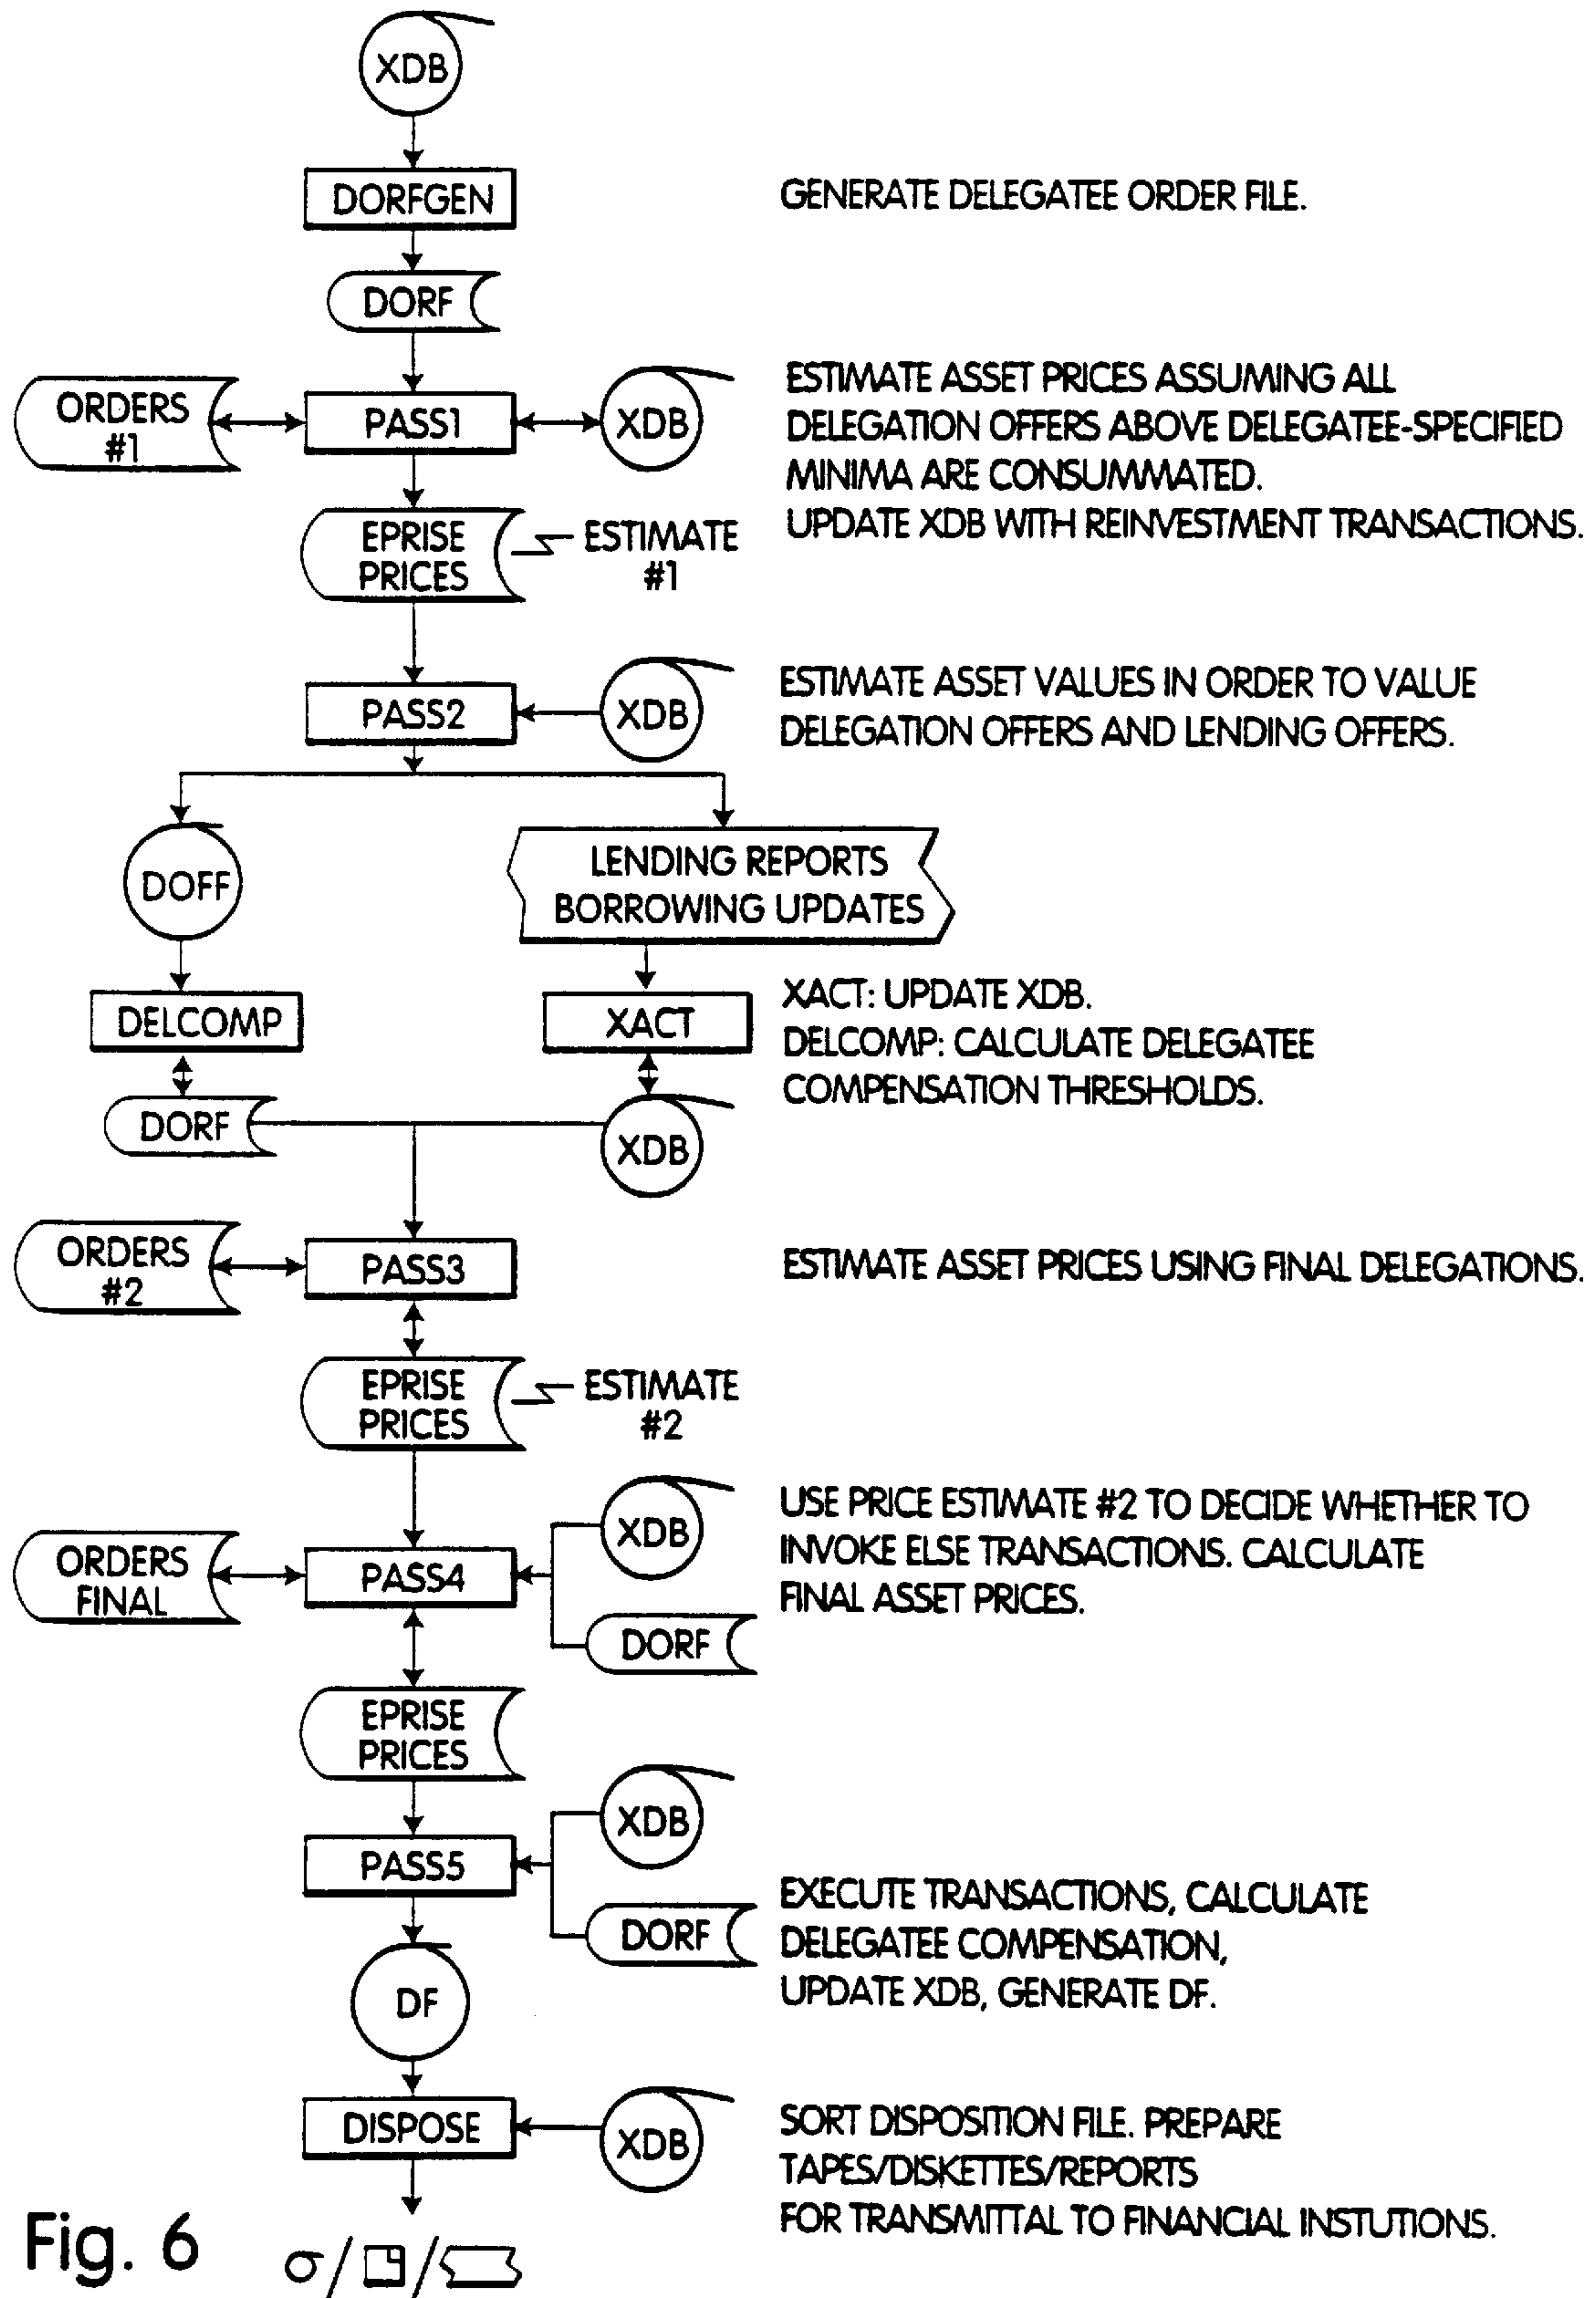 XDB
DORFGEN
GENERATE DELEGATEE ORDER FILE.
DORF
ORDERS
#1
PASS1
XDB
ESTIMATE ASSET PRICES ASSUMING ALL
DELEGATION OFFERS ABOVE DELEGATEE-SPECIFIED
MINIMA ARE CONSUMMATED.
UPDATE XDB WITH REINVESTMENT TRANSACTIONS.
EPRISE
PRICES
ESTIMATE
#1
PASS2
XDB
ESTIMATE ASSET VALUES IN ORDER TO VALUE
DELEGATION OFFERS AND LENDING OFFERS.
DOFF
LENDING REPORTS
BORROWING UPDATES
DELCOMP
XACT
XACT: UPDATE XDB.
DELCOMP: CALCULATE DELEGATEE
COMPENSATION THRESHOLDS.
DORF
XDB
ORDERS
#2
PASS3
ESTIMATE ASSET PRICES USING FINAL DELEGATIONS.
EPRISE
PRICES
ESTIMATE
#2
ORDERS
FINAL
PASS4
XDB
DORF
USE PRICE ESTIMATE #2 TO DECIDE WHETHER TO
INVOKE ELSE TRANSACTIONS. CALCULATE
FINAL ASSET PRICES.
EPRISE
PRICES
PASS5
XDB
DORF
EXECUTE TRANSACTIONS, CALCULATE
DELEGATEE COMPENSATION,
UPDATE XDB, GENERATE DF.
DF
DISPOSE
XDB
SORT DISPOSITION FILE. PREPARE
TAPES/DISKETTES/REPORTS
FOR TRANSMITTAL TO FINANCIAL INSTUTIONS.
Fig. 6